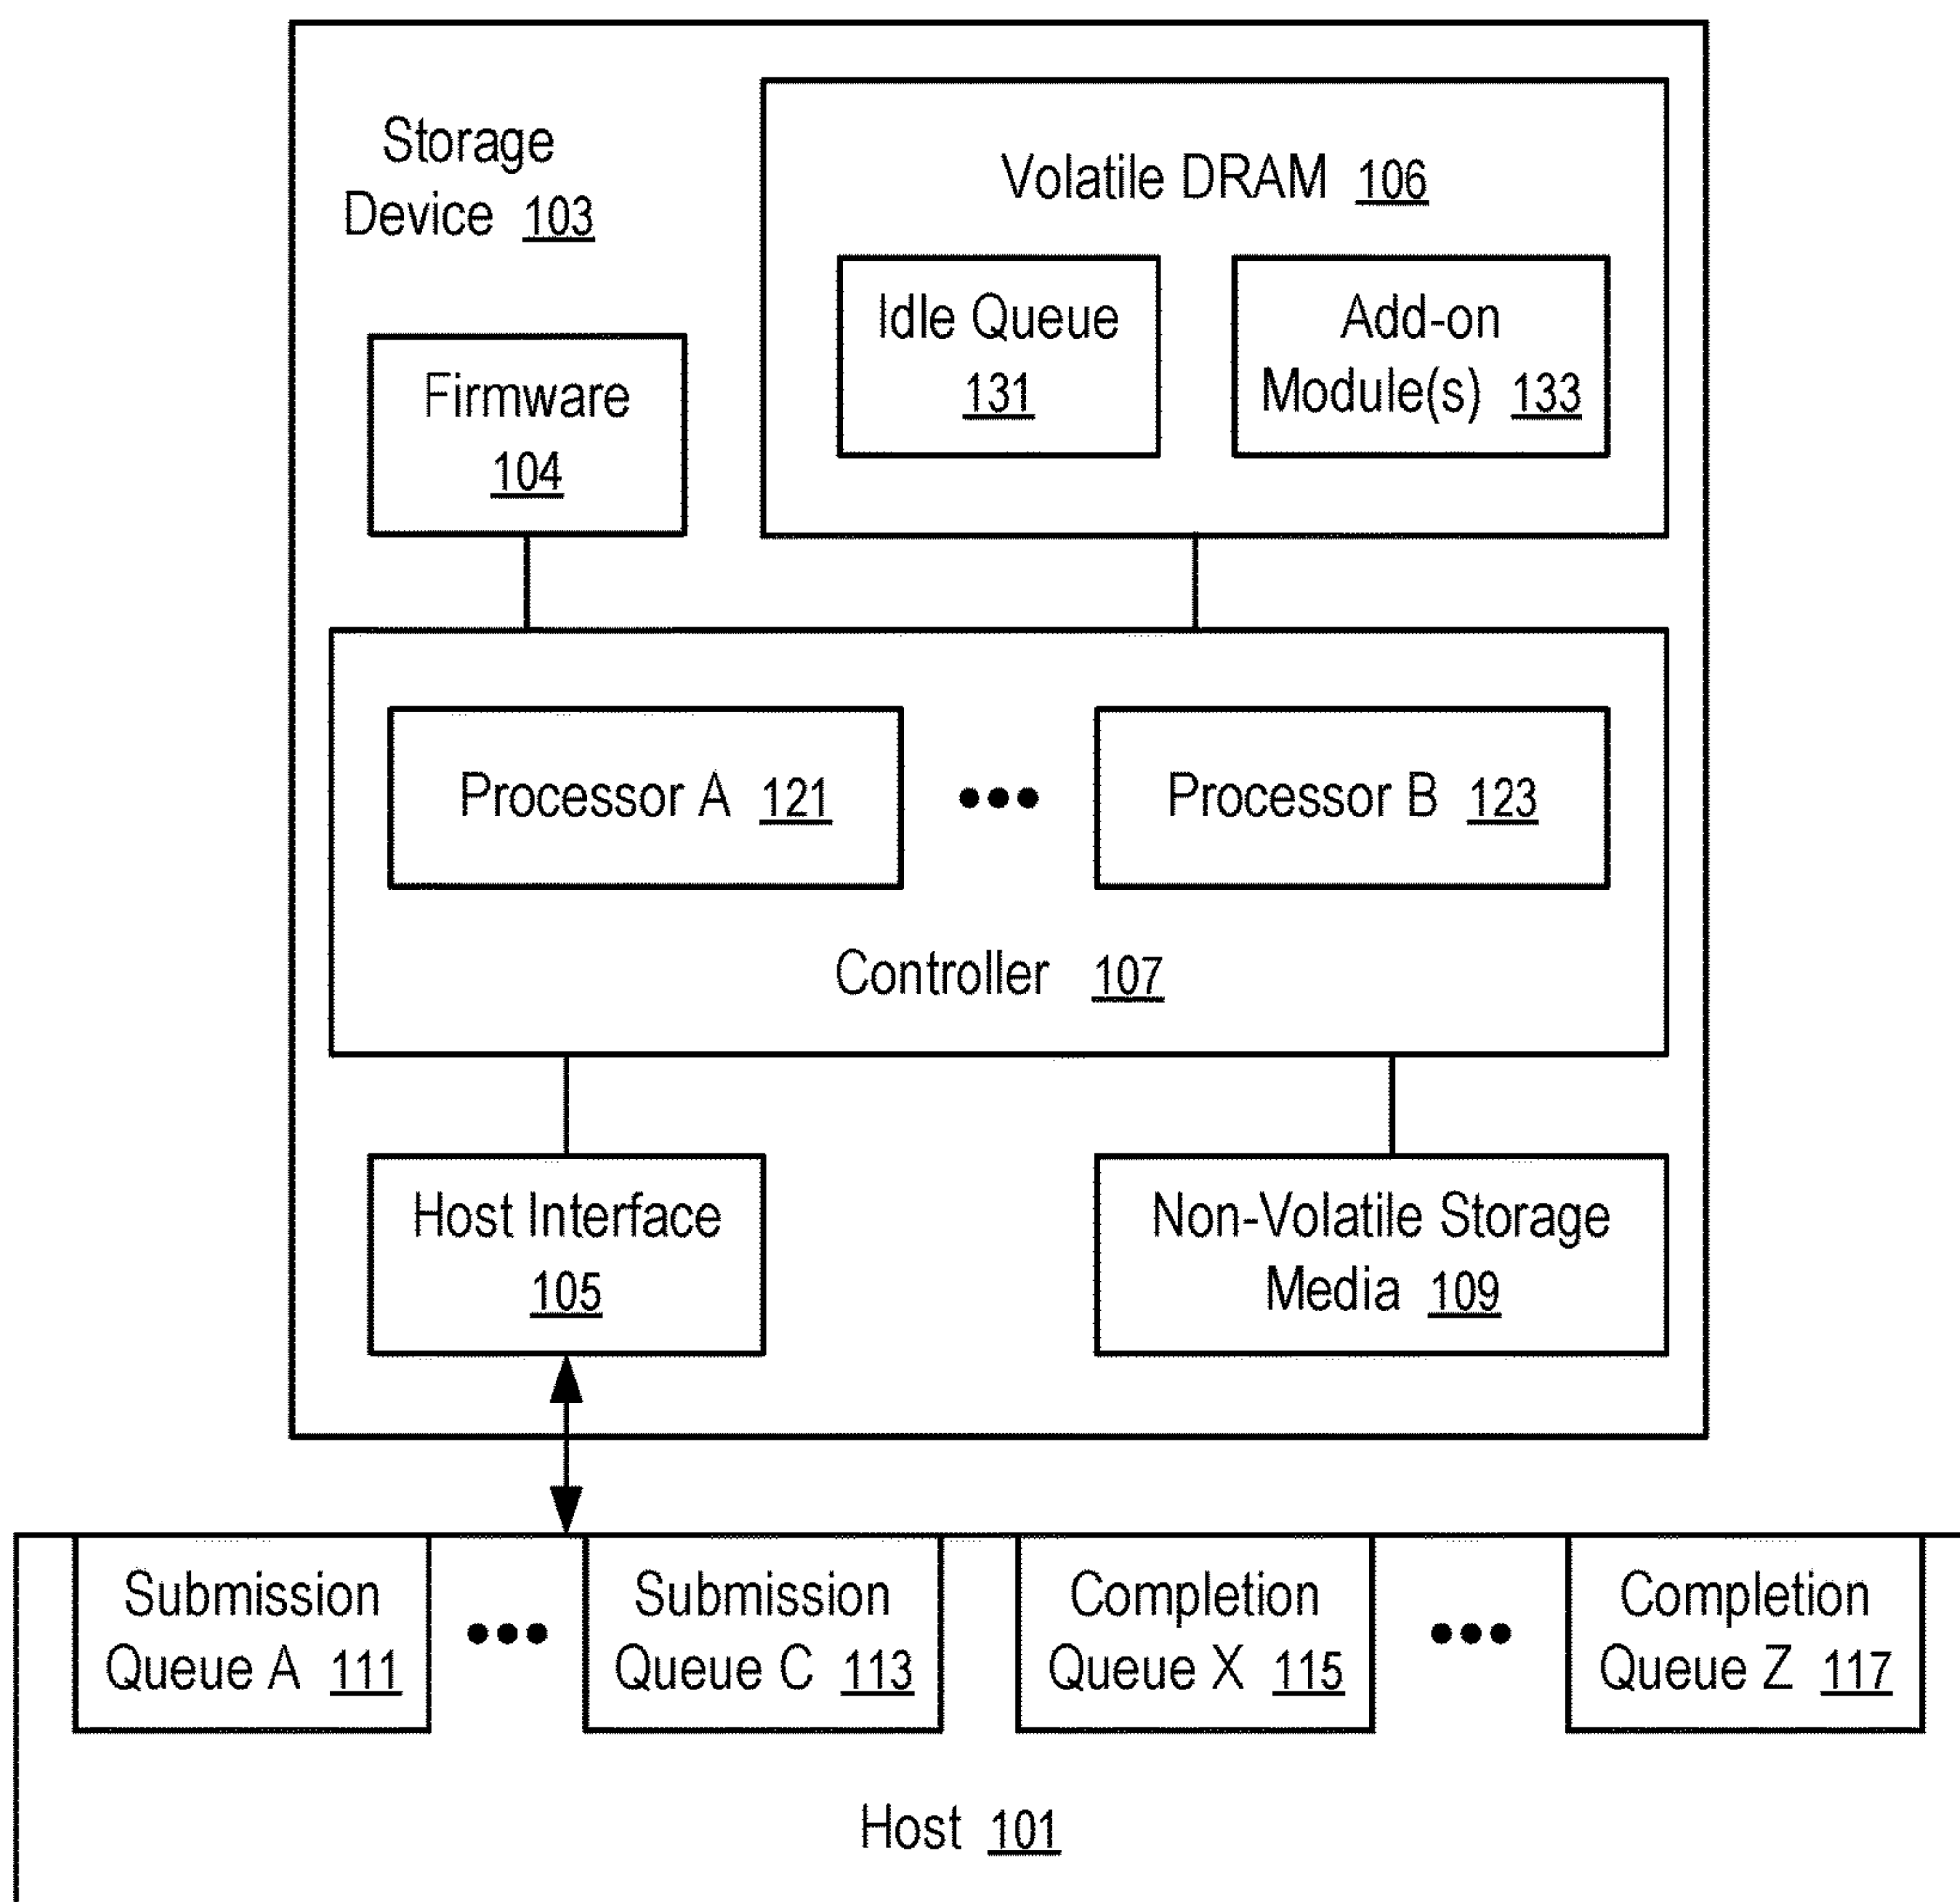 Storage
Device 103
Volatile DRAM 106
Idle Queue
131
Add-on
Module(s) 133
Firmware
104
Processor A 121
Processor B 123
Controller 107
Host Interface
105
Non-Volatile Storage
Media 109
Submission
Queue A 111
Submission
Queue C 113
Completion
Queue X 115
Completion
Queue Z 117
Host 101